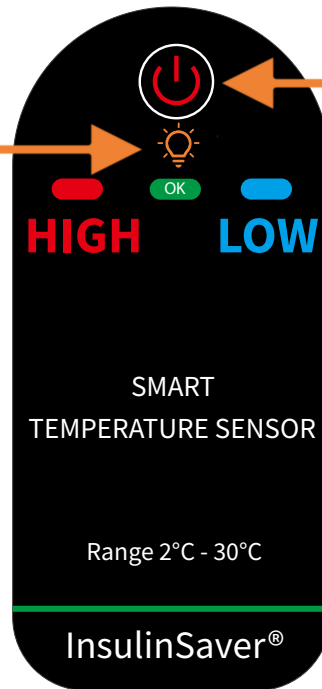 OK
HIGH LOW
SMART
TEMPERATURE SENSOR
Range 2°C - 30°C
InsulinSaver®